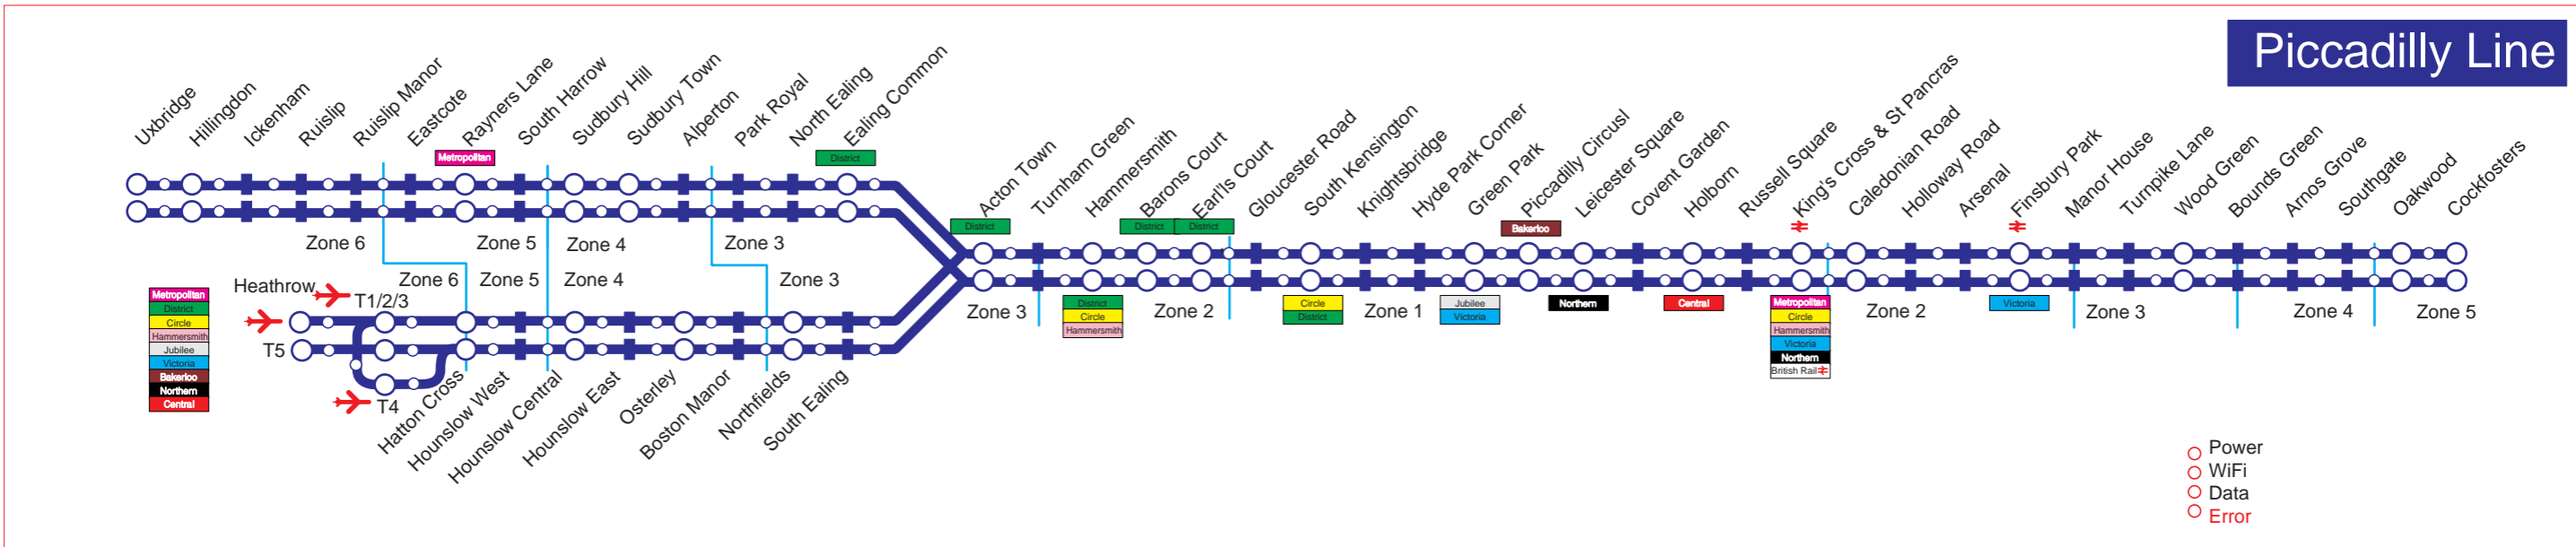 Piccadilly Line
Uxbridge
Hillingdon
Ickenham
Ruislip
Ruislip Manor
Eastcote
Rayners Lane
South Harrow
Sudbury Hill
Sudbury Town
Alperton
Park Royal
North Ealing
Ealing Common
Metropolitan
District
Acton Town
Turnham Green
Hammersmith
Barons Court
Earl'ls Court
Gloucester Road
South Kensington
Knightsbridge
Hyde Park Corner
Green Park
Piccadilly Circusl
Leicester Square
Covent Garden
Holborn
Russell Square
King's Cross & St Pancras
Caledonian Road
Holloway Road
Arsenal
Finsbury Park
Manor House
Turnpike Lane
Wood Green
Bounds Green
Arnos Grove
Southgate
Oakwood
Cockfosters
District
District
District
Bakerloo
Zone 6
Zone 5
Zone 4
Zone 3
Zone 6
Zone 5
Zone 4
Zone 3
Zone 3
Zone 2
Zone 1
Zone 2
Zone 3
Zone 4
Zone 5
District
Circle
Hammersmith
Circle
District
Jubilee
Victoria
Northern
Central
Metropolitan
Circle
Hammersmith
Victoria
Northern
British Rail
Victoria
Metropolitan
District
Circle
Hammersmith
Jubilee
Victoria
Bakerloo
Northern
Central
Heathrow
T1/2/3
T5
T4
Hatton Cross
Hounslow West
Hounslow Central
Hounslow East
Osterley
Boston Manor
Northfields
South Ealing
Power
WiFi
Data
Error